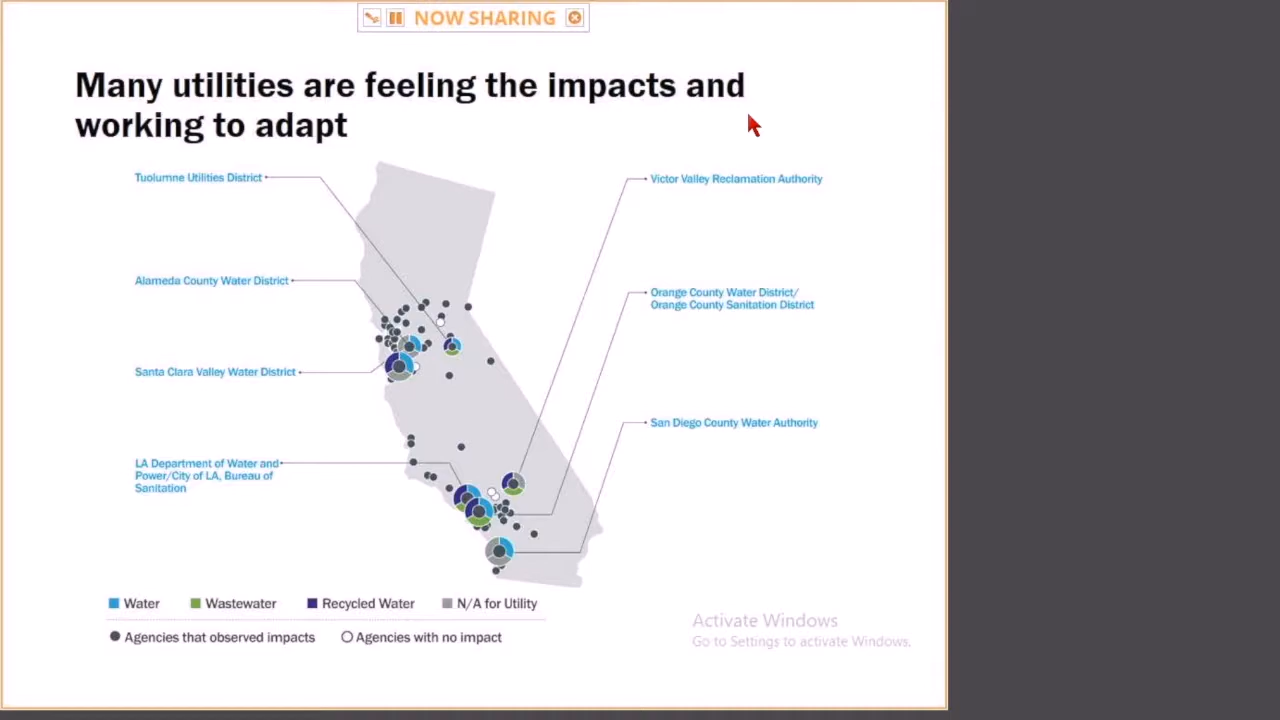 NOW SHARING
Many utilities are feeling the impacts and
working to adapt
Tuolumne Utilities District
Victor Valley Reclamation Authority
Alameda County Water District
Orange County Water District/
Orange County Sanitation District
Santa Clara Valley Water District
San Diego County Water Authority
LA Department of Water and
Power/City of LA, Bureau of
Sanitation
Water
Wastewater
Recycled Water
N/A for Utility
Agencies that observed impacts
Agencies with no impact
Activate Windows
Go to Settings to activate Windows.